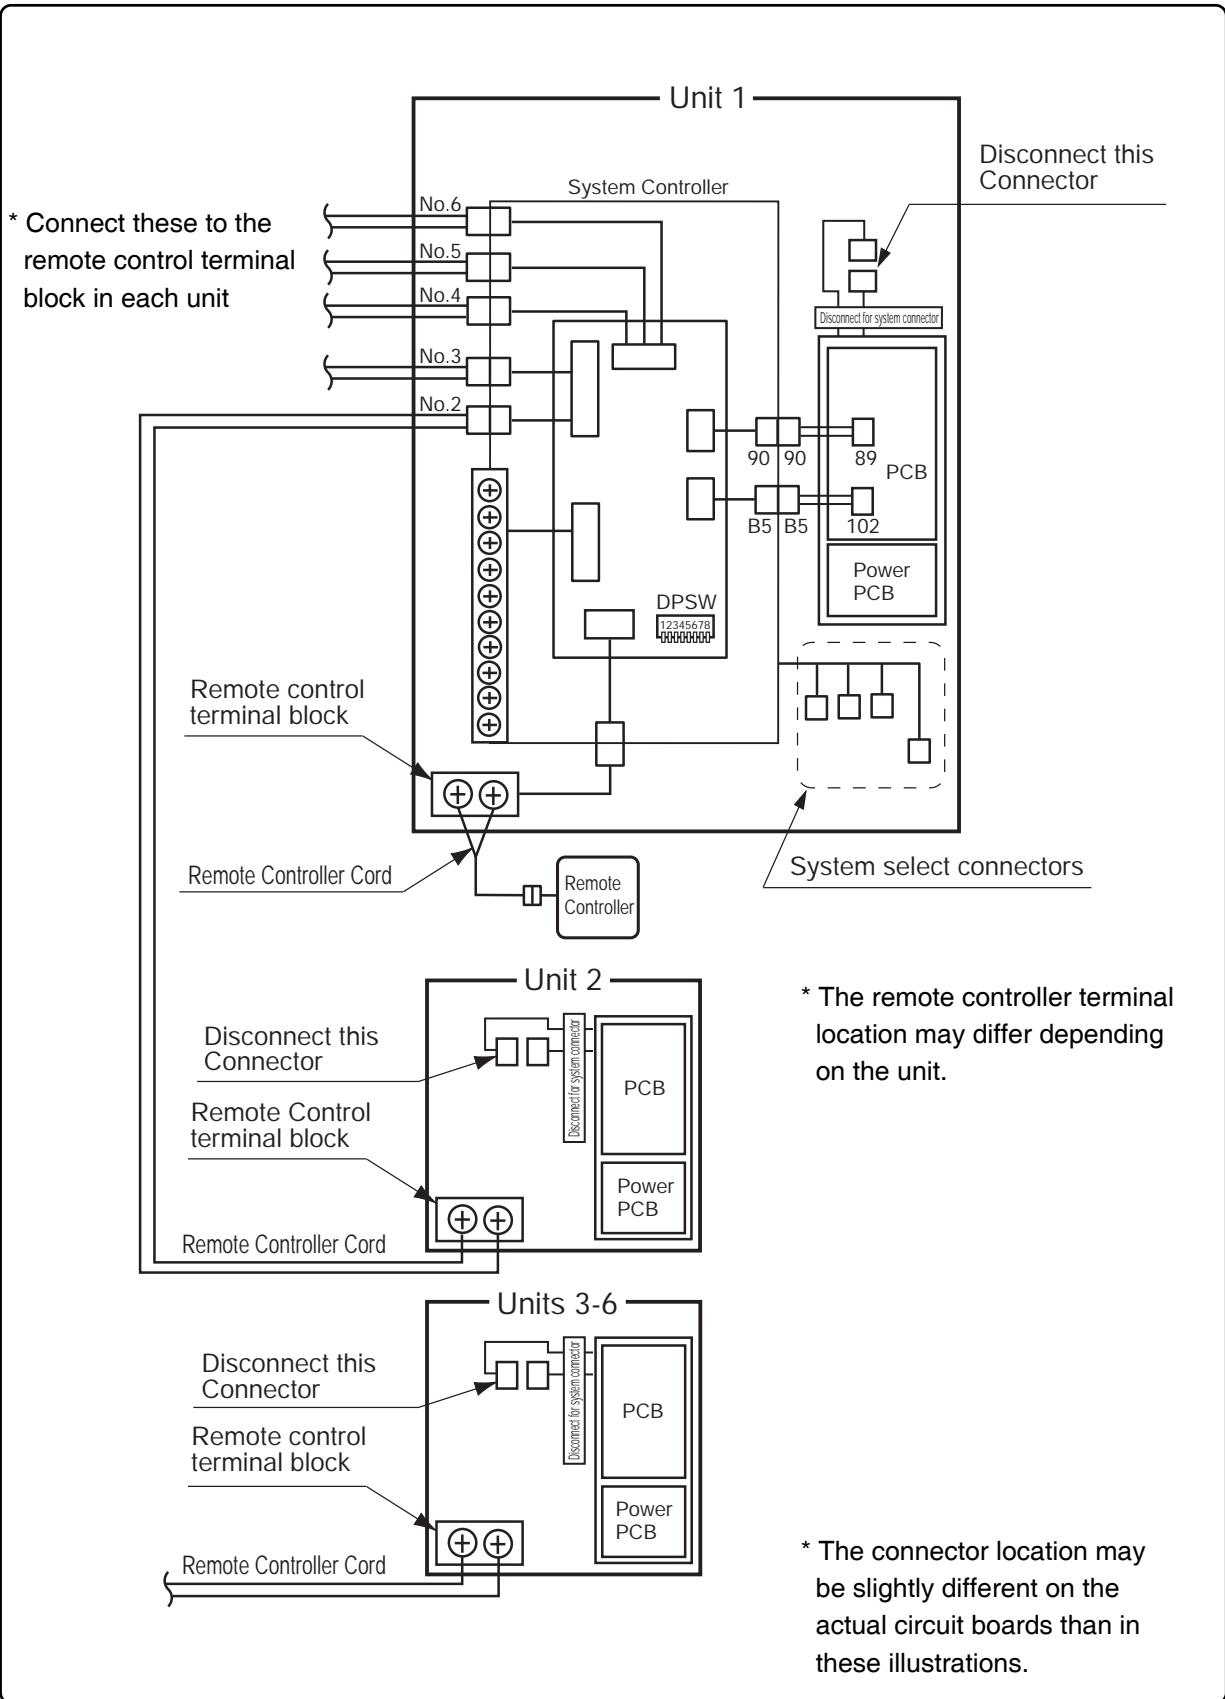 Unit 1
Disconnect this
Connector
System Controller
* Connect these to the
remote control terminal
block in each unit
No.6
No.5
No.4
No.3
No.2
Disconnect for system connector
90 90 89
PCB
B5 B5 102
Power
PCB
DPSW
12345678
Remote control
terminal block
Remote Controller Cord
Remote
Controller
System select connectors
Unit 2
Disconnect this
Connector
Disconnect for system connector
PCB
Remote Control
terminal block
Power
PCB
Remote Controller Cord
* The remote controller terminal
location may differ depending
on the unit.
Units 3-6
Disconnect this
Connector
Disconnect for system connector
PCB
Remote control
terminal block
Power
PCB
Remote Controller Cord
* The connector location may
be slightly different on the
actual circuit boards than in
these illustrations.